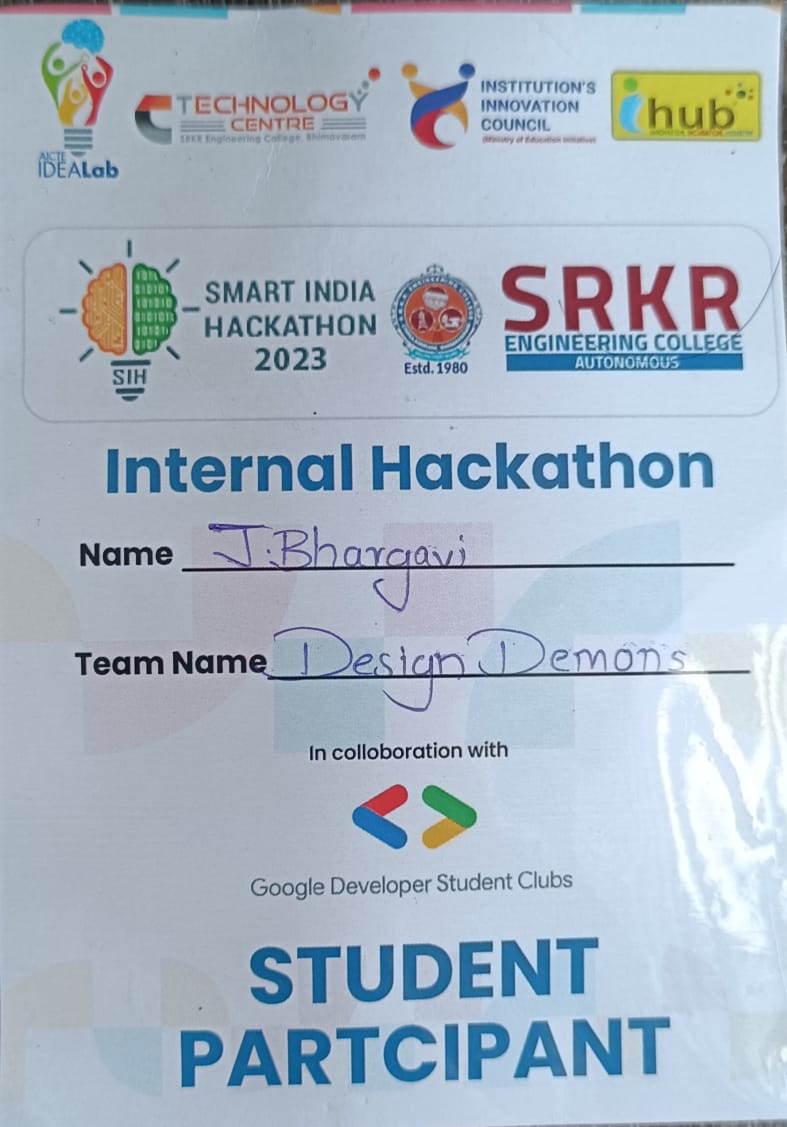 AICTE
IDEALab
TECHNOLOGY
CENTRE
SRKR Engineering College, Bhimavaram
INSTITUTION'S
INNOVATION
COUNCIL
(Ministry of Education Initiative)
ihub
SMART INDIA
HACKATHON
2023
SIH
Estd.1980
SRKR
ENGINEERING COLLEGE
AUTONOMOUS
Internal Hackathon
Name J.Bhargavi
Team Name Design Demons
In colloboration with
Google Developer Student Clubs
STUDENT
PARTCIPANT